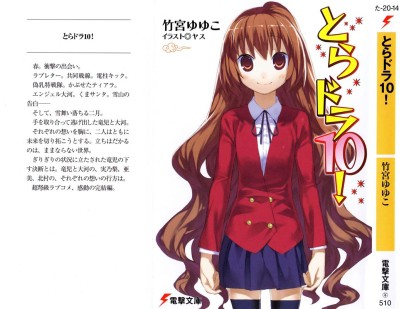 とらドラ10!
春、衝撃の出会い。
ラブレター。共同戦線。電柱キック。
偽乳特戦隊。かぶせたティアラ。
エンジェル大河。くまサンタ。雪山の
告白――
そして、雪舞い落ちる二月。
手を取り合って逃げ出した竜児と大河。
それぞれの想いを胸に、二人はともに
未来を切り拓こうとする。立ちはだかる
のは、ままならない世界。
ぎりぎりの状況に立たされた竜児の下
す決断とは。竜児と大河の、実乃梨、亜
美、北村の、それぞれの想いの行方は。
超弩級ラブコメ、感動の完結編。
竹宮ゆゆこ
イラスト◎ヤス
とらドラ10!
電撃文庫
た-20-14
とらドラ10!
竹宮ゆゆこ
電撃文庫
510